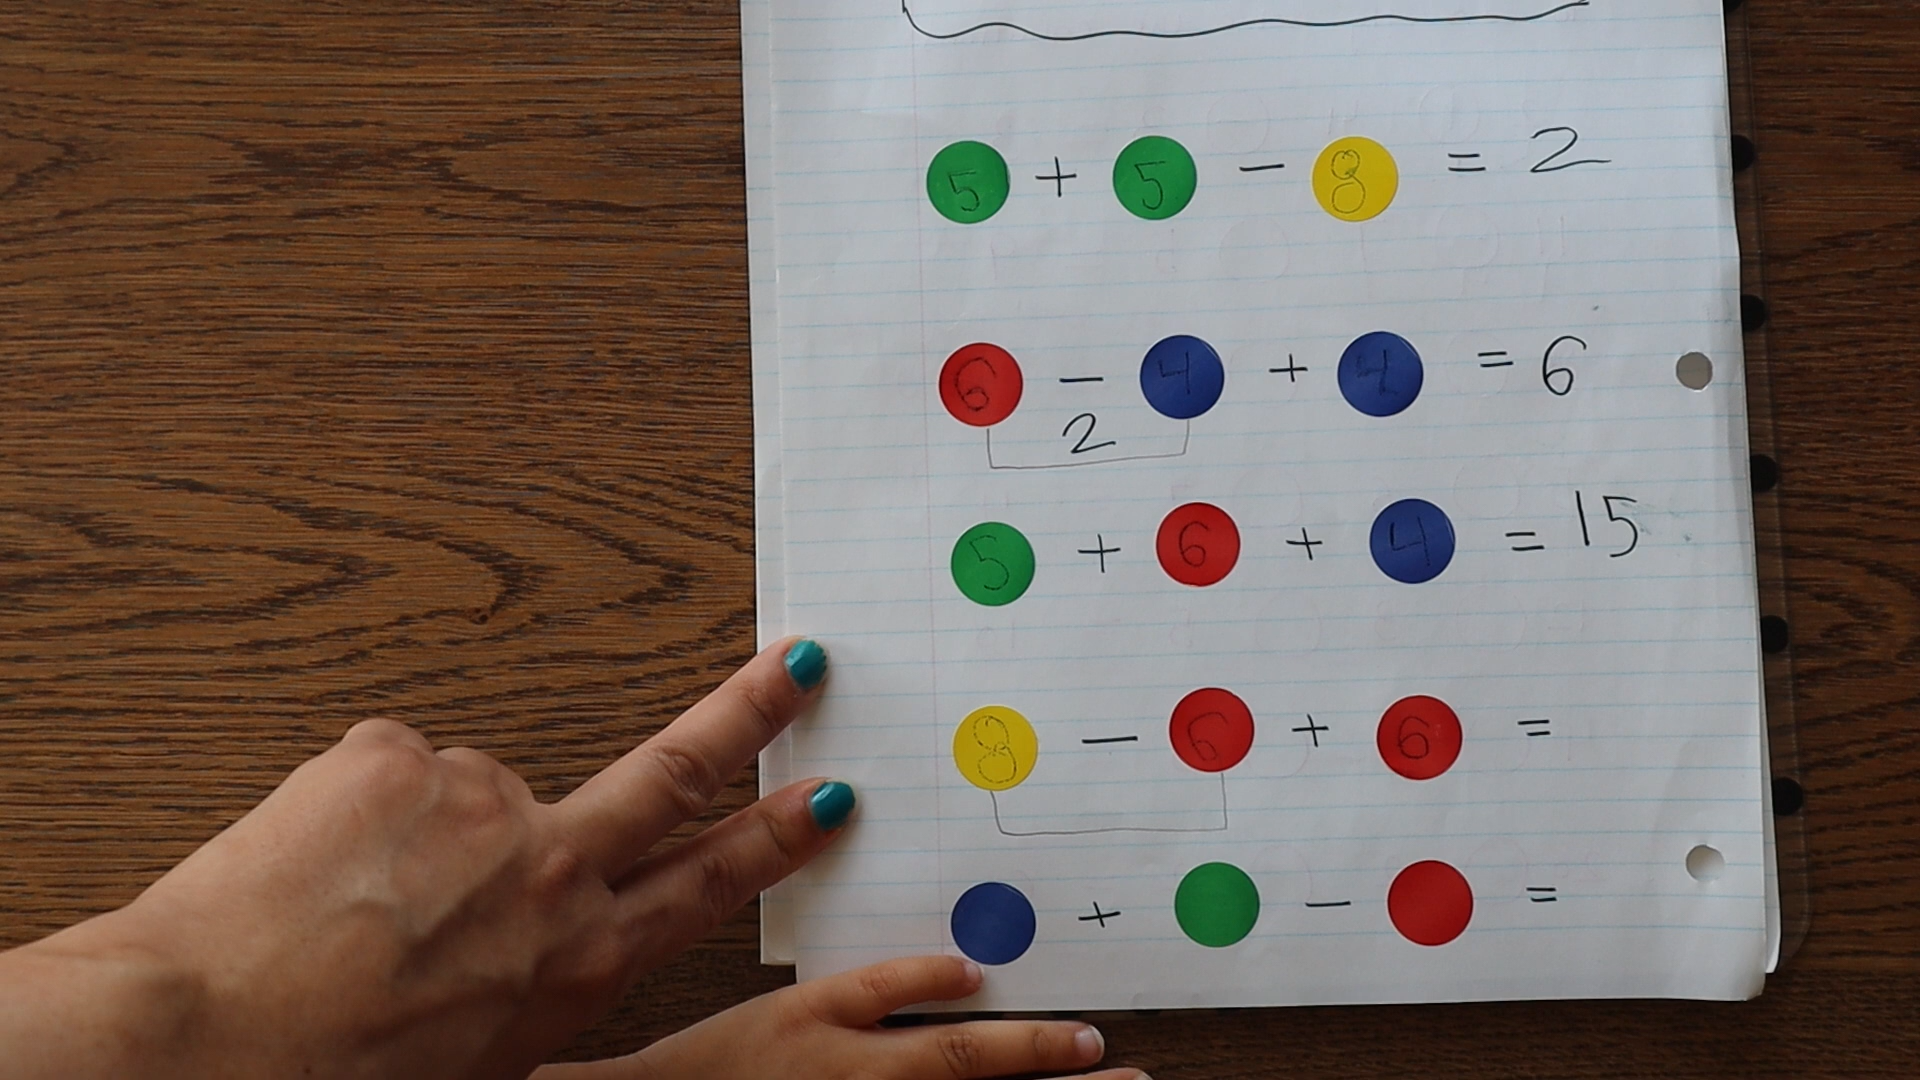 5 + 5 - 8 = 2
6 - 4 + 4 = 6
2
5 + 6 + 4 = 15
8 - 6 + 6 =
+ - =